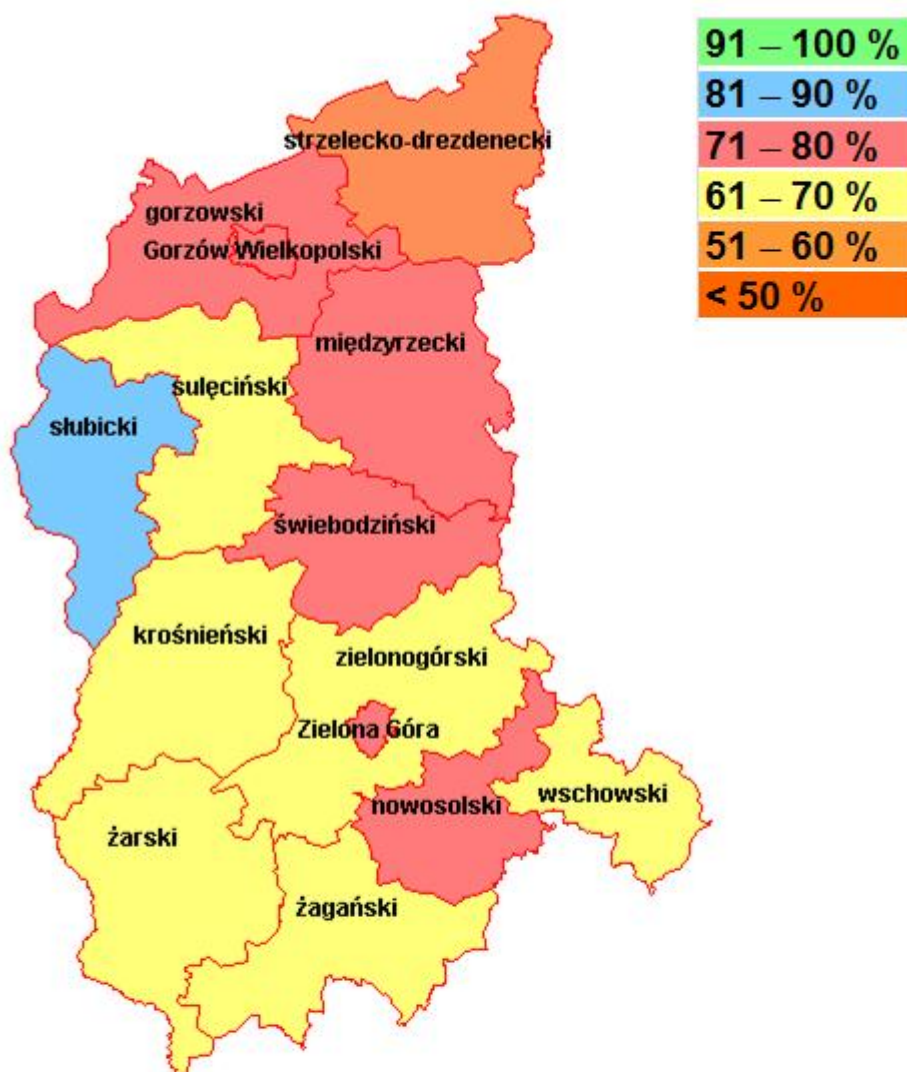 91 – 100 %
81 – 90 %
71 – 80 %
61 – 70 %
51 – 60 %
< 50 %
strzelecko-drezdenecki
gorzowski
Gorzów Wielkopolski
międzyrzecki
sulęciński
słubicki
świebodziński
krośnieński
zielonogórski
Zielona Góra
nowosolski
wschowski
żarski
żagański